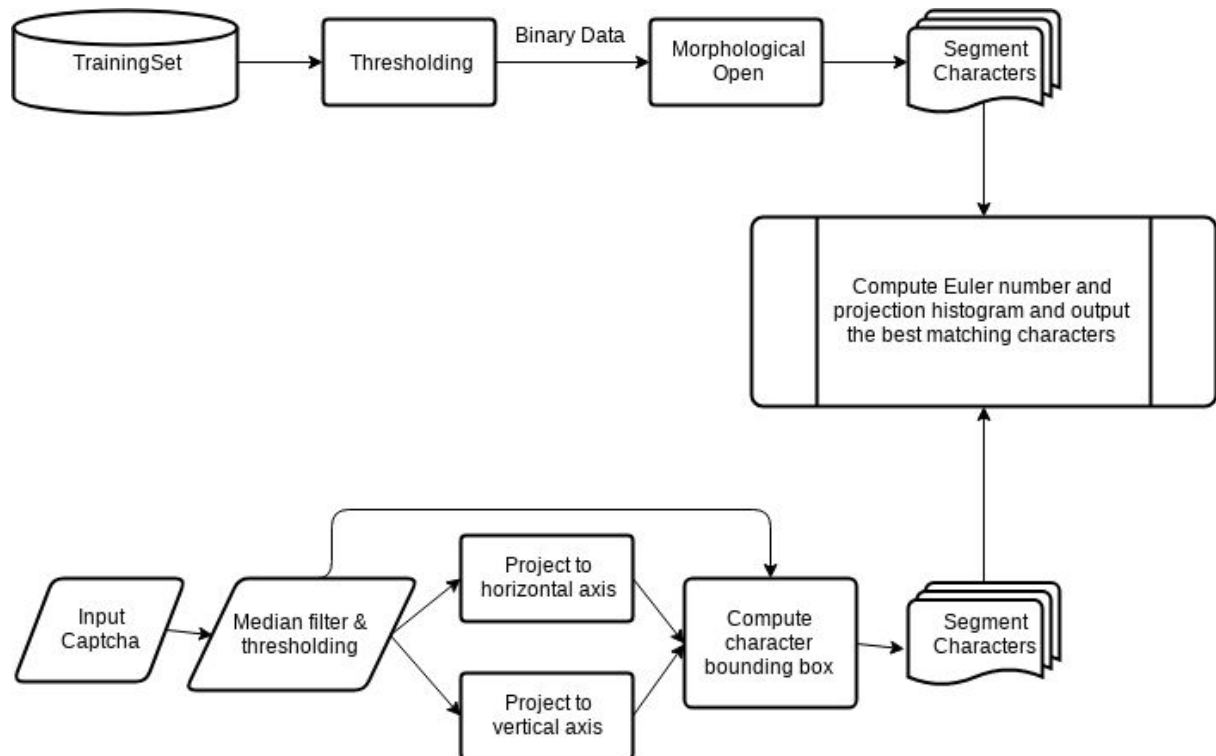 TrainingSet
Thresholding
Binary Data
Morphological
Open
Segment
Characters
Compute Euler number and
projection histogram and output
the best matching characters
Input
Captcha
Median filter &
thresholding
Project to
horizontal axis
Project to
vertical axis
Compute
character
bounding box
Segment
Characters